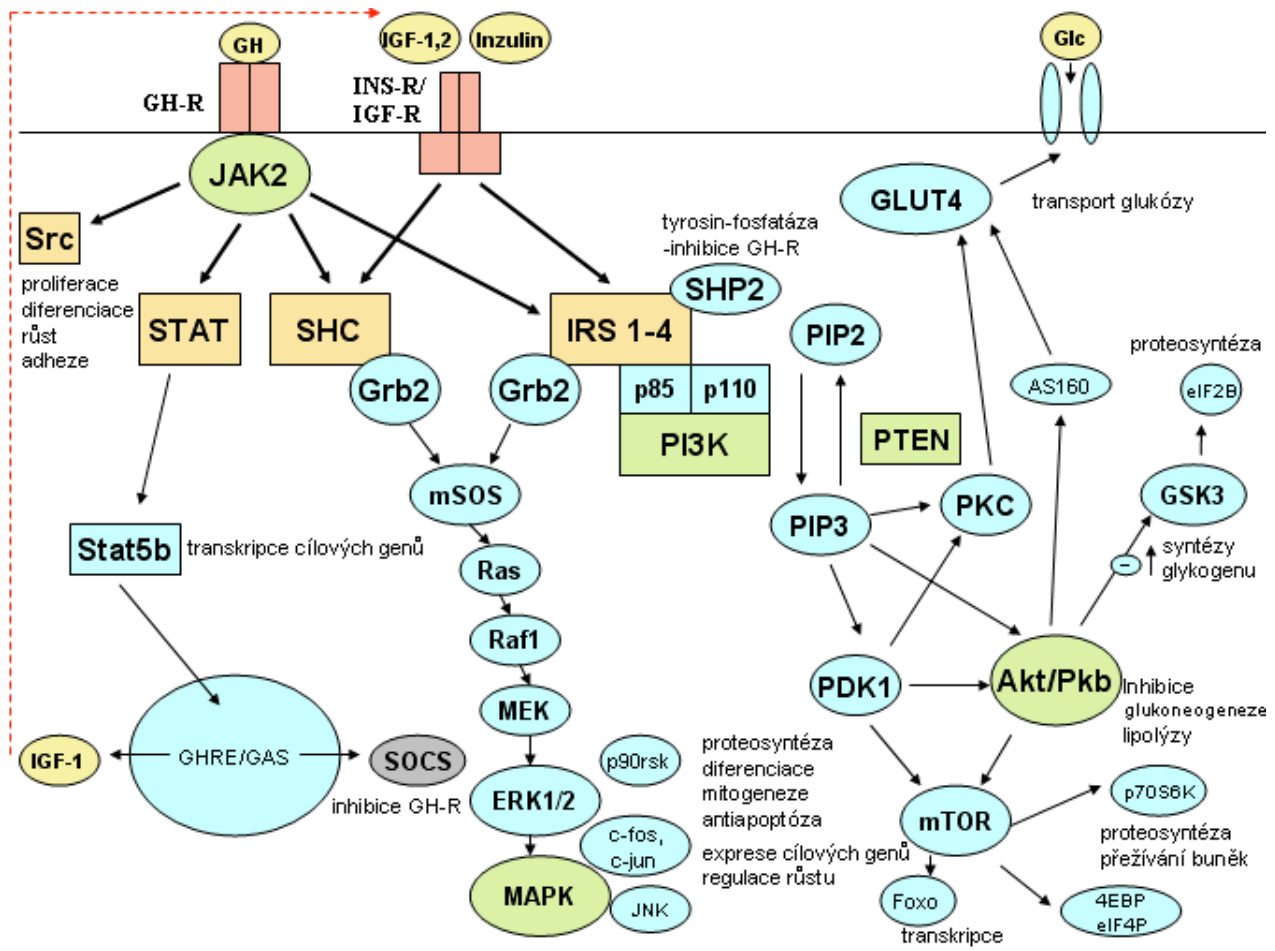 GH
IGF-1,2
Inzulin
Glc
GH-R
INS-R/
IGF-R
JAK2
GLUT4
transport glukózy
Src
proliferace
diferenciace
růst
adheze
tyrosin-fosfatáza
-inhibice GH-R
SHP2
STAT
SHC
IRS 1-4
PIP2
Grb2
Grb2
p85
p110
PI3K
PTEN
AS160
proteosyntéza
eIF2B
mSOS
PIP3
PKC
GSK3
Stat5b
transkripce cílových genů
Ras
–
syntézy
glykogenu
Raf1
PDK1
Akt/Pkb
Inhibice
glukoneogeneze
lipolýzy
MEK
IGF-1
GHRE/GAS
SOCS
inhibice GH-R
p90rsk
proteosyntéza
diferenciace
mitogeneze
antiapoptóza
ERK1/2
c-fos,
c-jun
exprese cílových genů
regulace růstu
mTOR
p70S6K
proteosyntéza
přežívání buněk
MAPK
JNK
Foxo
transkripce
4EBP
eIF4P